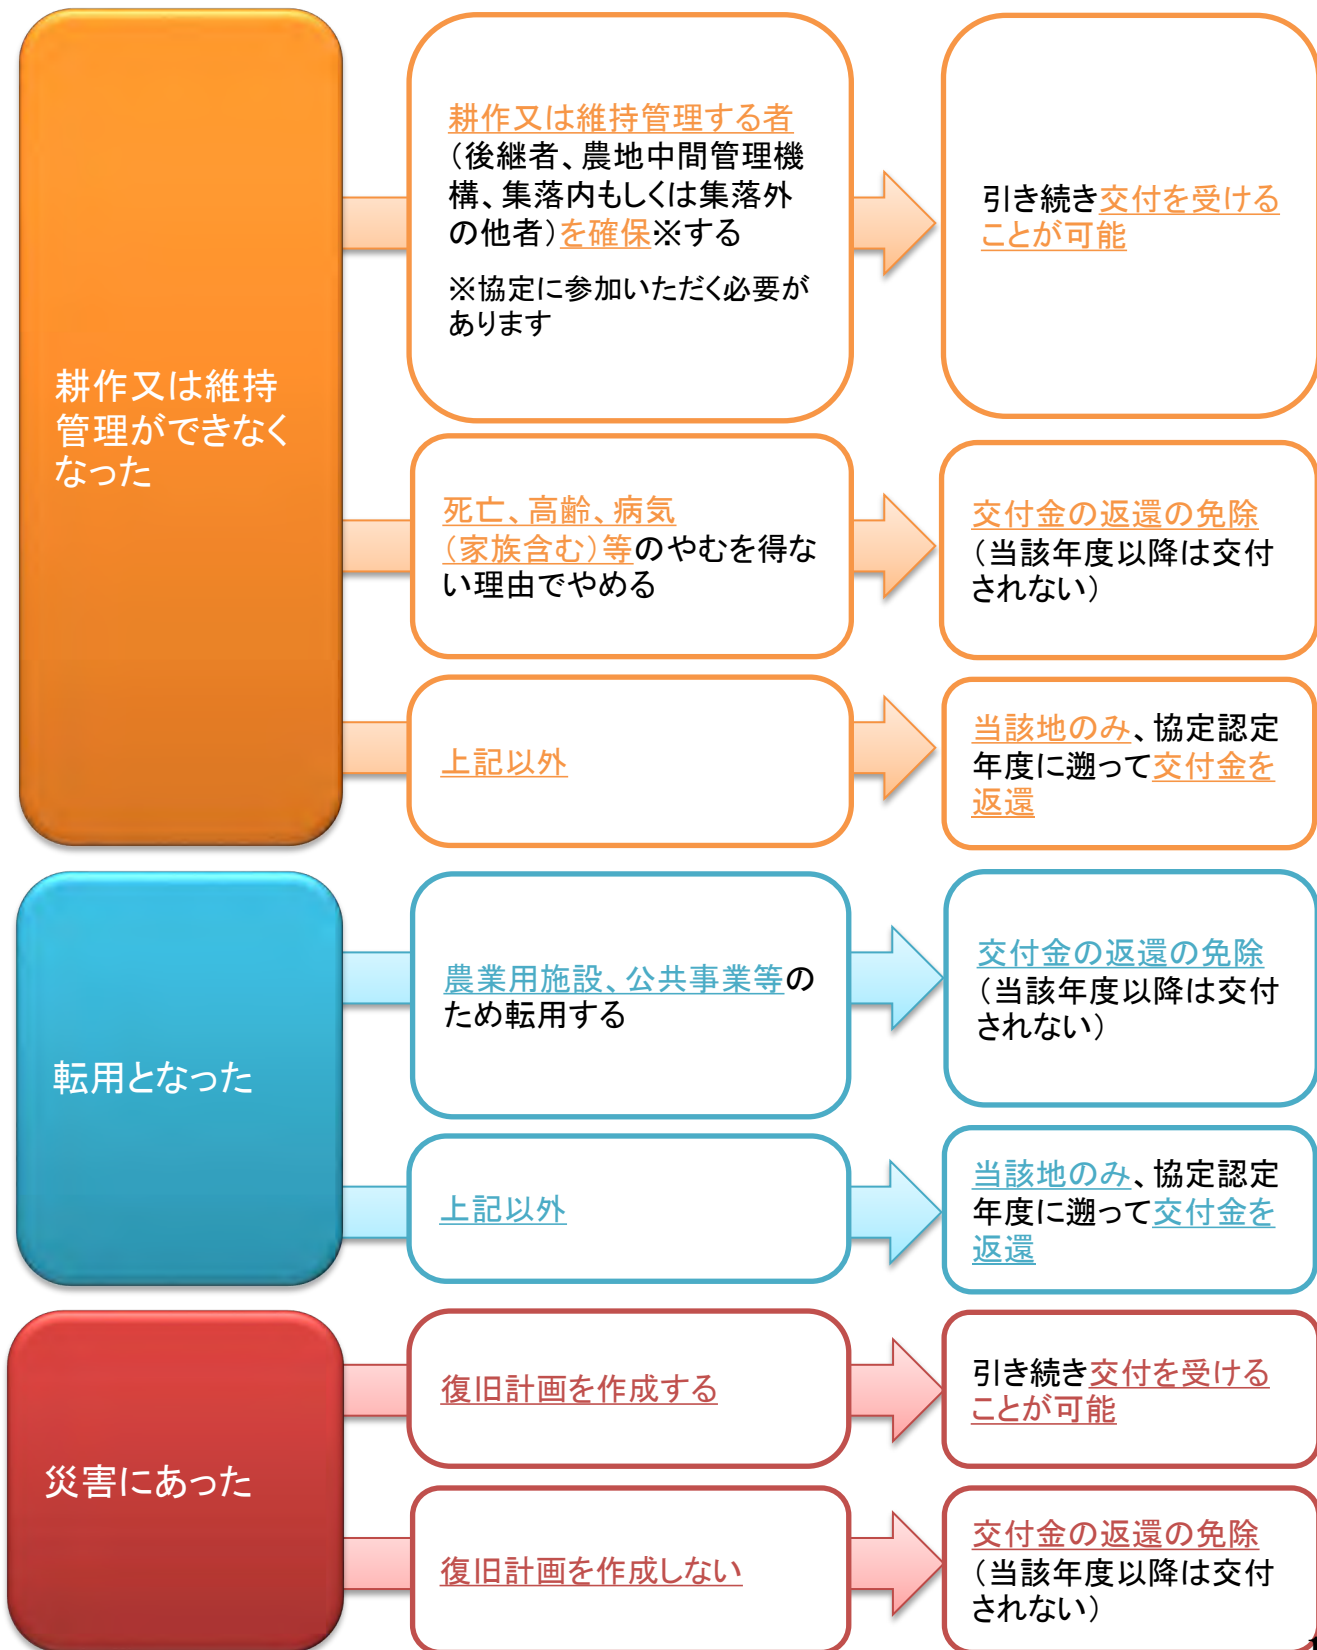 耕作又は維持
管理ができなく
なった
耕作又は維持管理する者
（後継者、農地中間管理機
構、集落内もしくは集落外
の他者）を確保※する
※協定に参加いただく必要が
あります
引き続き交付を受ける
ことが可能
死亡、高齢、病気
（家族含む）等のやむを得な
い理由でやめる
交付金の返還の免除
（当該年度以降は交付
されない）
上記以外
当該地のみ、協定認定
年度に遡って交付金を
返還
転用となった
農業用施設、公共事業等の
ため転用する
交付金の返還の免除
（当該年度以降は交付
されない）
上記以外
当該地のみ、協定認定
年度に遡って交付金を
返還
災害にあった
復旧計画を作成する
引き続き交付を受ける
ことが可能
復旧計画を作成しない
交付金の返還の免除
（当該年度以降は交付
されない）